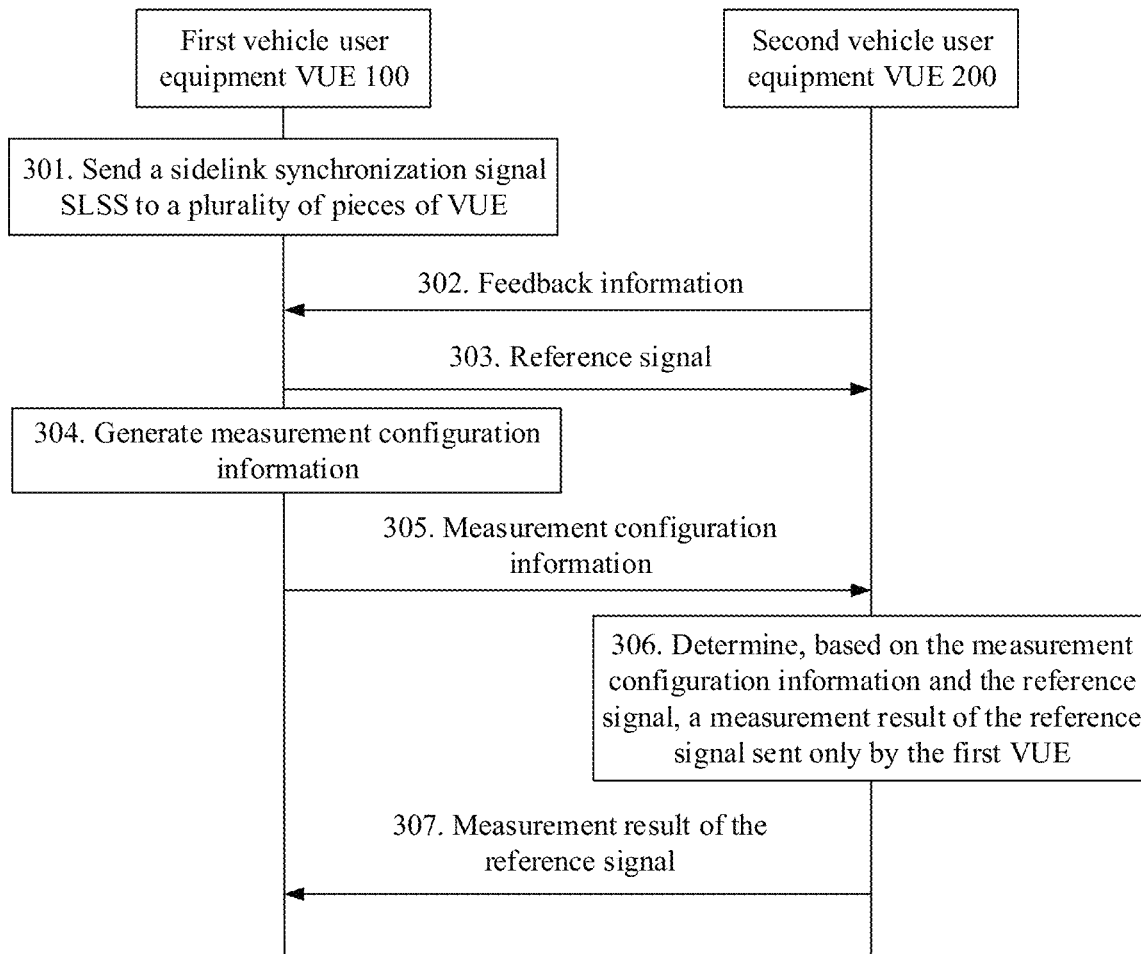 First vehicle user
equipment VUE 100
Second vehicle user
equipment VUE 200
301. Send a sidelink synchronization signal
SLSS to a plurality of pieces of VUE
302. Feedback information
303. Reference signal
304. Generate measurement configuration
information
305. Measurement configuration
information
306. Determine, based on the measurement
configuration information and the reference
signal, a measurement result of the reference
signal sent only by the first VUE
307. Measurement result of the
reference signal